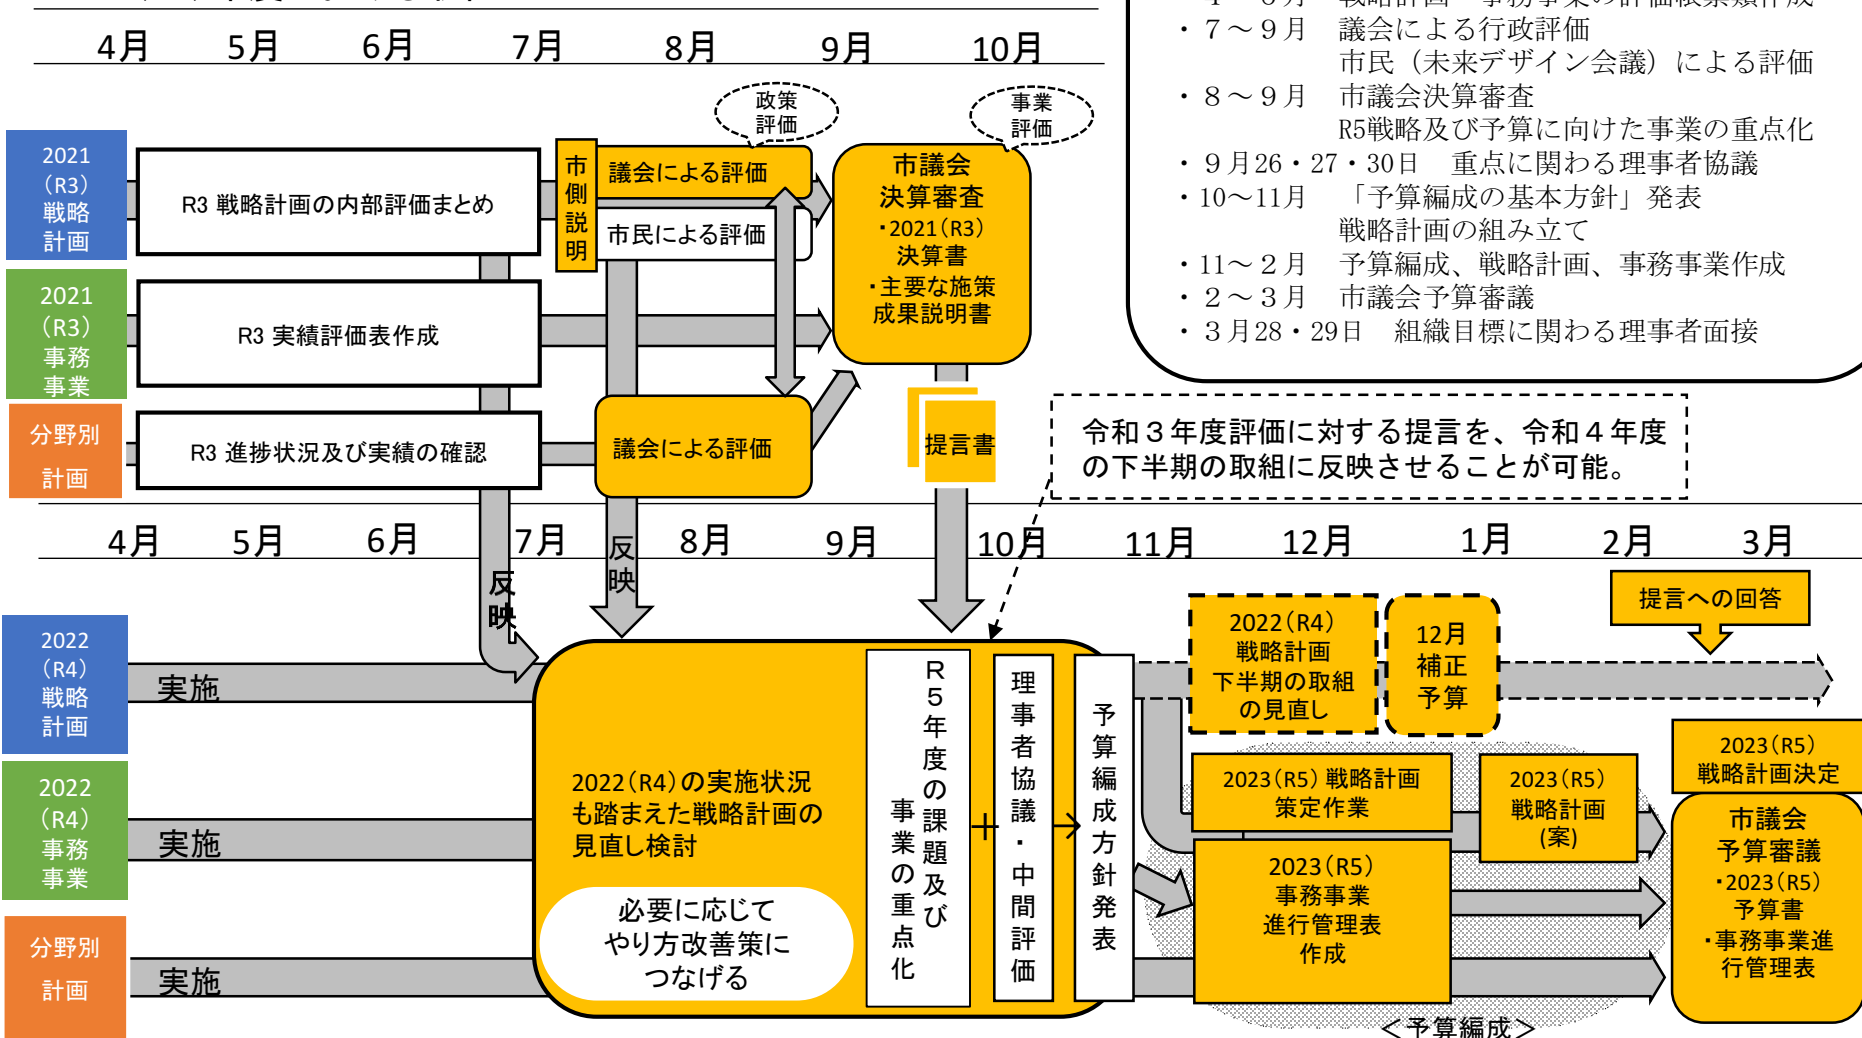 4月 5月 6月 7月 8月 9月 10月
・７～９月 議会による行政評価
市民（未来デザイン会議）による評価
・８～９月 市議会決算審査
R5戦略及び予算に向けた事業の重点化
・９月26・27・30日 重点に関わる理事者協議
・10～11月 「予算編成の基本方針」発表
戦略計画の組み立て
・11～２月 予算編成、戦略計画、事務事業作成
・２～３月 市議会予算審議
・３月28・29日 組織目標に関わる理事者面接
政策
評価
事業
評価
2021
（R3）
戦略
計画
R3 戦略計画の内部評価まとめ
市側説明
議会による評価
市民による評価
市議会
決算審査
・2021（R3）
決算書
・主要な施策
成果説明書
2021
（R3）
事務
事業
R3 実績評価表作成
分野別
計画
R3 進捗状況及び実績の確認
議会による評価
提言書
令和３年度評価に対する提言を、令和４年度
の下半期の取組に反映させることが可能。
4月 5月 6月 7月 8月 9月 10月 11月 12月 1月 2月 3月
反映
反映
提言への回答
2022
（R4）
戦略
計画
実施
2022（R4）
戦略計画
下半期の取組
の見直し
12月
補正
予算
2022
（R4）
事務
事業
実施
2022（R4）の実施状況
も踏まえた戦略計画の
見直し検討
必要に応じて
やり方改善策に
つなげる
R５年度の課題及び
事業の重点化
＋
理事者協議・中間評価
→
予算編成方針発表
2023（R5）戦略計画
策定作業
2023（R5）
戦略計画
(案)
2023（R5）
戦略計画決定
2023（R5）
事務事業
進行管理表
作成
市議会
予算審議
・2023（R5）
予算書
・事務事業進
行管理表
分野別
計画
実施
＜予算編成＞